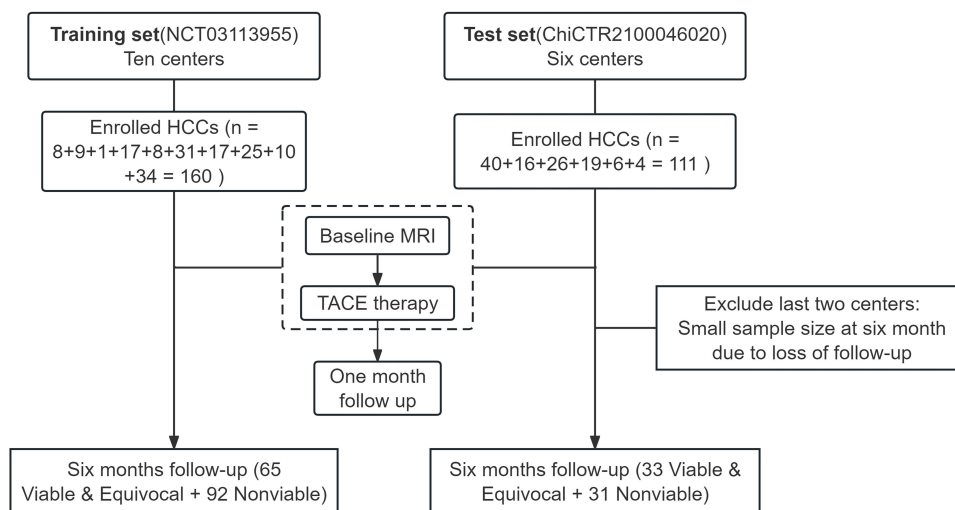 Training set(NCT03113955)
Ten centers
Test set(ChiCTR2100046020)
Six centers
Enrolled HCCs (n =
8+9+1+17+8+31+17+25+10
+34 = 160 )
Enrolled HCCs (n =
40+16+26+19+6+4 = 111 )
Baseline MRI
TACE therapy
One month
follow up
Exclude last two centers:
Small sample size at six month
due to loss of follow-up
Six months follow-up (65
Viable & Equivocal + 92 Nonviable)
Six months follow-up (33 Viable &
Equivocal + 31 Nonviable)